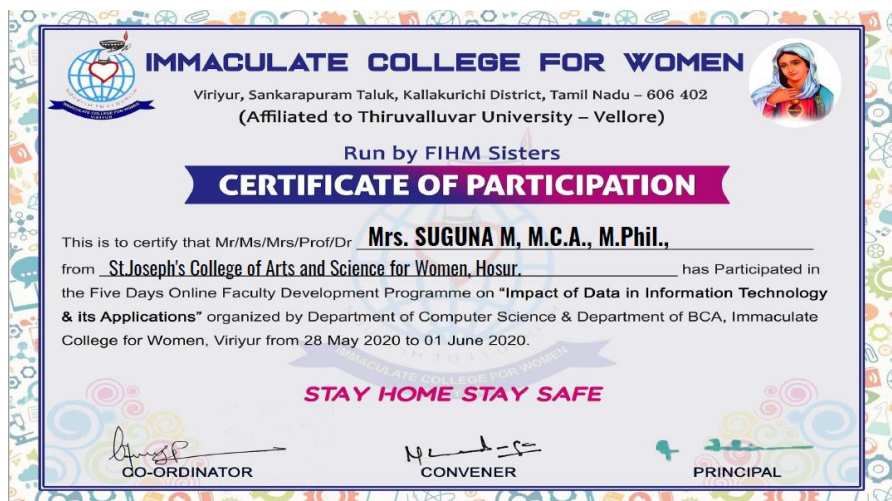 IMMACULATE COLLEGE FOR WOMEN
Viriyur, Sankarapuram Taluk, Kallakurichi District, Tamil Nadu – 606 402
(Affiliated to Thiruvalluvar University – Vellore)
Run by FIHM Sisters
CERTIFICATE OF PARTICIPATION
This is to certify that Mr/Ms/Mrs/Prof/Dr Mrs. SUGUNA M, M.C.A., M.Phil.,
from St.Joseph's College of Arts and Science for Women, Hosur. has Participated in
the Five Days Online Faculty Development Programme on "Impact of Data in Information Technology
& its Applications" organized by Department of Computer Science & Department of BCA, Immaculate
College for Women, Viriyur from 28 May 2020 to 01 June 2020.
STAY HOME STAY SAFE
CO-ORDINATOR CONVENER PRINCIPAL